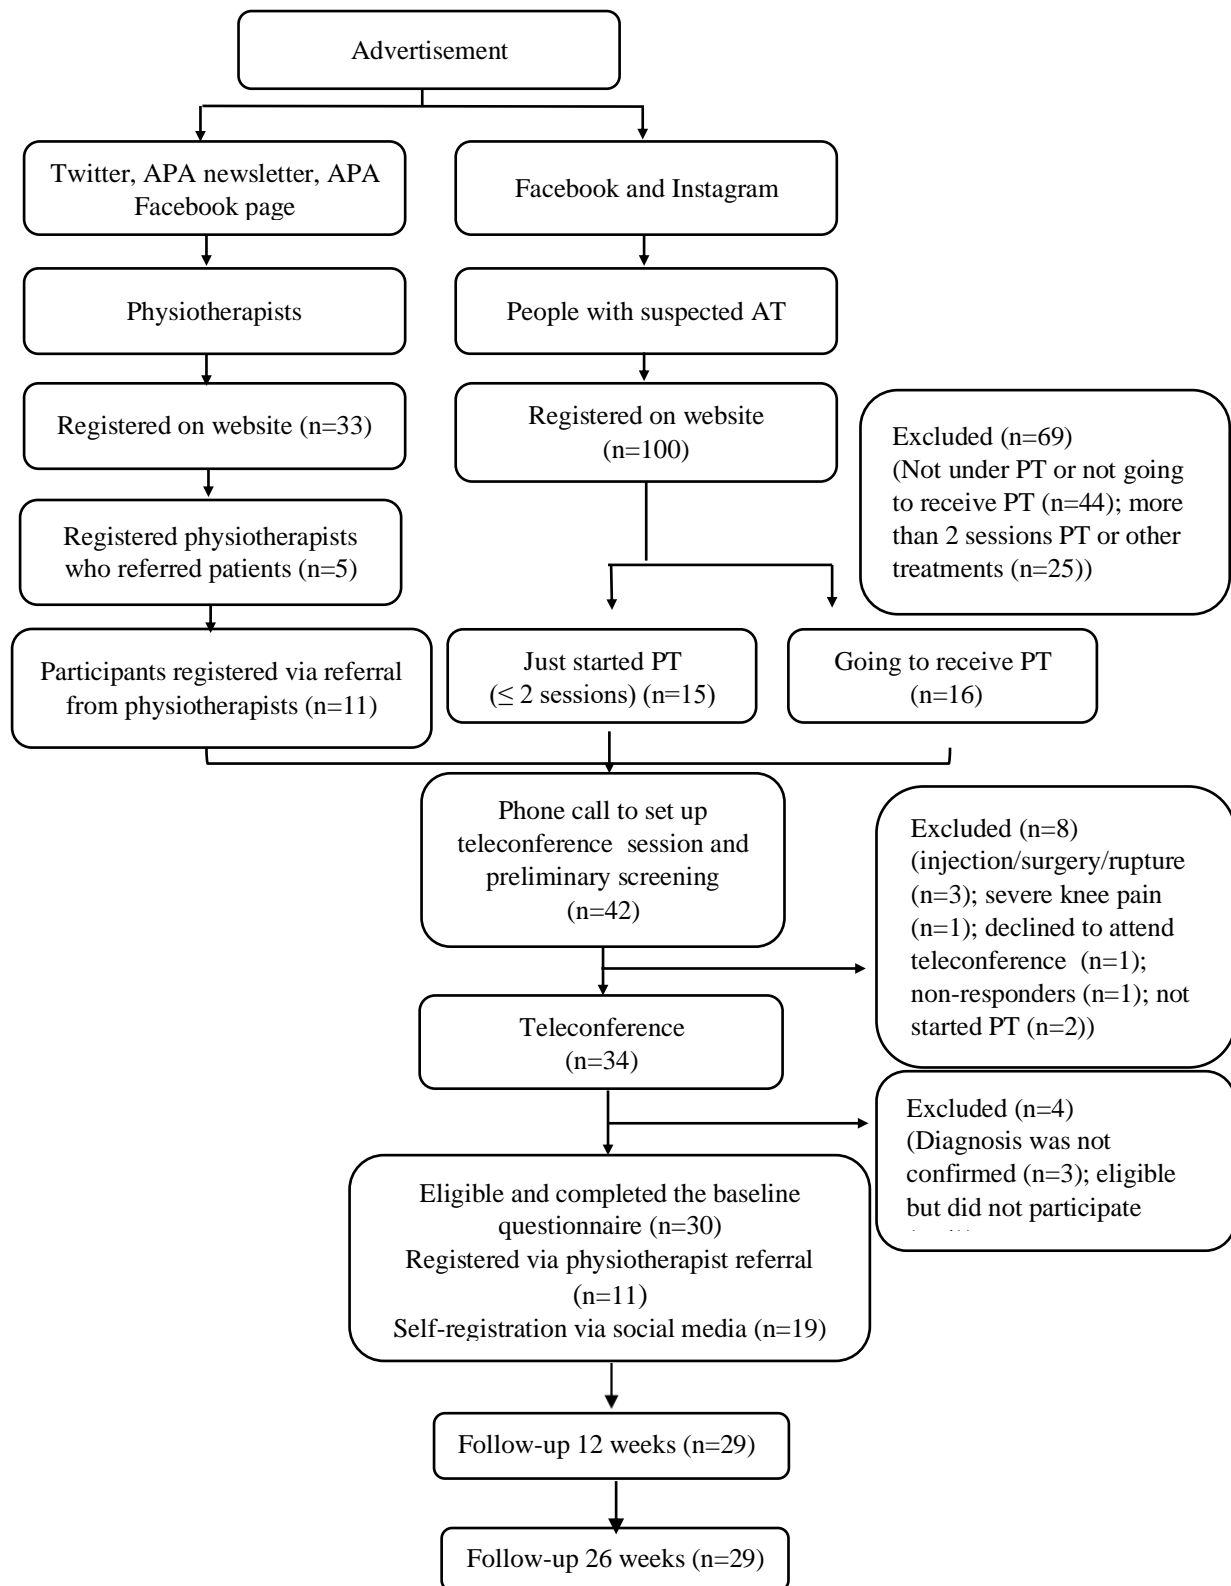 Advertisement
Twitter, APA newsletter, APA
Facebook page
Facebook and Instagram
Physiotherapists
People with suspected AT
Registered on website (n=33)
Registered on website
(n=100)
Excluded (n=69)
(Not under PT or not going
to receive PT (n=44); more
than 2 sessions PT or other
treatments (n=25))
Registered physiotherapists
who referred patients (n=5)
Participants registered via referral
from physiotherapists (n=11)
Just started PT
(≤ 2 sessions) (n=15)
Going to receive PT
(n=16)
Phone call to set up
teleconference session and
preliminary screening
(n=42)
Excluded (n=8)
(injection/surgery/rupture
(n=3); severe knee pain
(n=1); declined to attend
teleconference (n=1);
non-responders (n=1); not
started PT (n=2))
Teleconference
(n=34)
Excluded (n=4)
(Diagnosis was not
confirmed (n=3); eligible
but did not participate
Eligible and completed the baseline
questionnaire (n=30)
Registered via physiotherapist referral
(n=11)
Self-registration via social media (n=19)
Follow-up 12 weeks (n=29)
Follow-up 26 weeks (n=29)